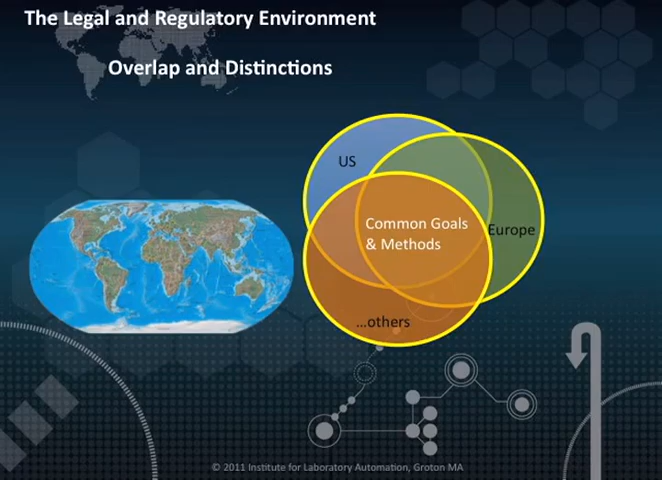 The Legal and Regulatory Environment
Overlap and Distinctions
US
Common Goals
& Methods
Europe
...others
© 2011 Institute for Laboratory Automation, Groton MA